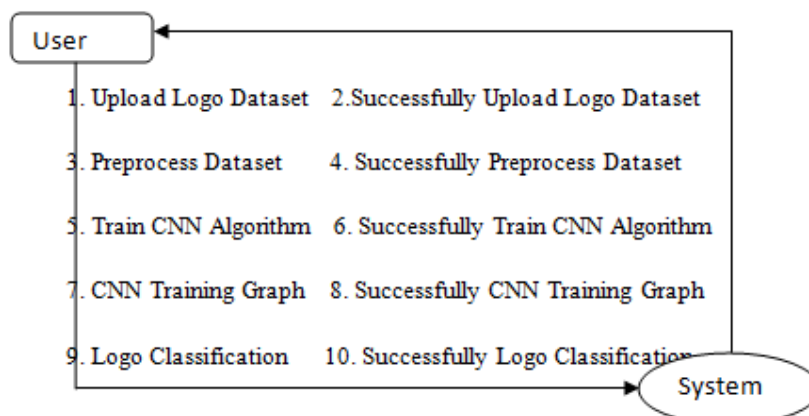 User
1. Upload Logo Dataset 2.Successfully Upload Logo Dataset
3. Preprocess Dataset 4. Successfully Preprocess Dataset
5. Train CNN Algorithm 6. Successfully Train CNN Algorithm
7. CNN Training Graph 8. Successfully CNN Training Graph
9. Logo Classification 10. Successfully Logo Classification
System